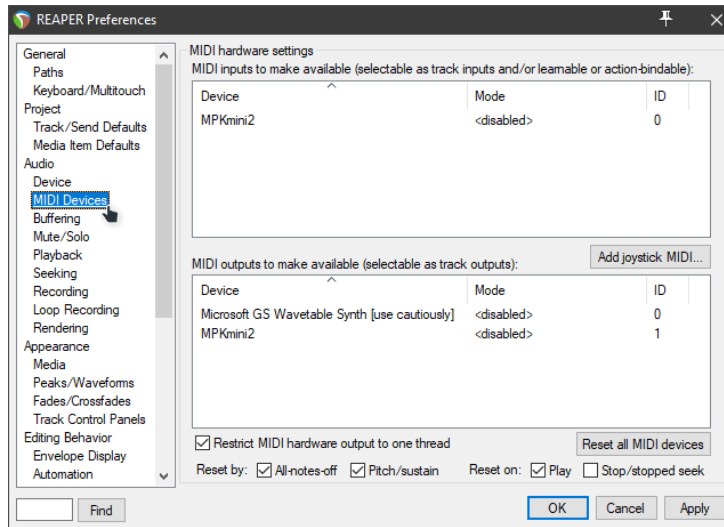 REAPER Preferences
General
Paths
Keyboard/Multitouch
Project
Track/Send Defaults
Media Item Defaults
Audio
Device
MIDI Devices
Buffering
Mute/Solo
Playback
Seeking
Recording
Loop Recording
Rendering
Appearance
Media
Peaks/Waveforms
Fades/Crossfades
Track Control Panels
Editing Behavior
Envelope Display
Automation
Find
MIDI hardware settings
MIDI inputs to make available (selectable as track inputs and/or learnable or action-bindable):
Device Mode ID
MPKmini2 <disabled> 0
Add joystick MIDI...
MIDI outputs to make available (selectable as track outputs):
Device Mode ID
Microsoft GS Wavetable Synth [use cautiously] <disabled> 0
MPKmini2 <disabled> 1
Restrict MIDI hardware output to one thread Reset all MIDI devices
Reset by: All-notes-off Pitch/sustain Reset on: Play Stop/stopped seek
OK Cancel Apply